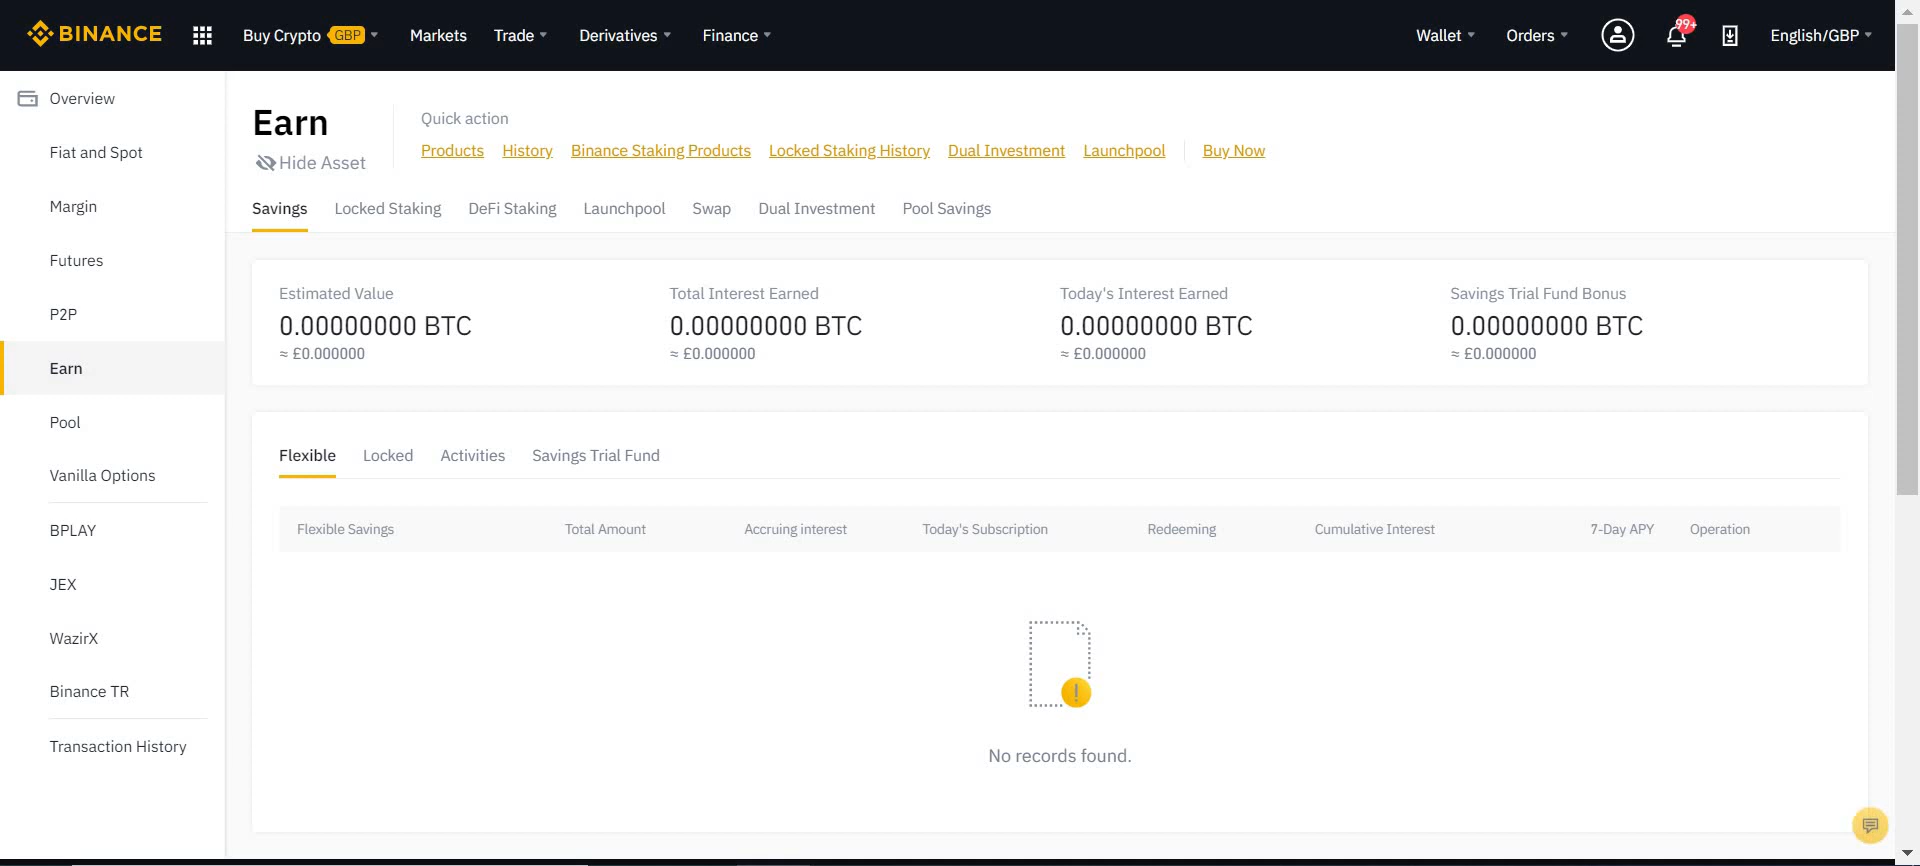 BINANCE
Buy Crypto GBP
Markets
Trade
Derivatives
Finance
Wallet
Orders
99+
English/GBP
Overview
Fiat and Spot
Margin
Futures
P2P
Earn
Pool
Vanilla Options
BPLAY
JEX
WazirX
Binance TR
Transaction History
Earn
Hide Asset
Quick action
Products History Binance Staking Products Locked Staking History Dual Investment Launchpool Buy Now
Savings Locked Staking DeFi Staking Launchpool Swap Dual Investment Pool Savings
Estimated Value
0.00000000 BTC
≈ £0.000000
Total Interest Earned
0.00000000 BTC
≈ £0.000000
Today's Interest Earned
0.00000000 BTC
≈ £0.000000
Savings Trial Fund Bonus
0.00000000 BTC
≈ £0.000000
Flexible Locked Activities Savings Trial Fund
Flexible Savings Total Amount Accruing interest Today's Subscription Redeeming Cumulative Interest 7-Day APY Operation
!
No records found.